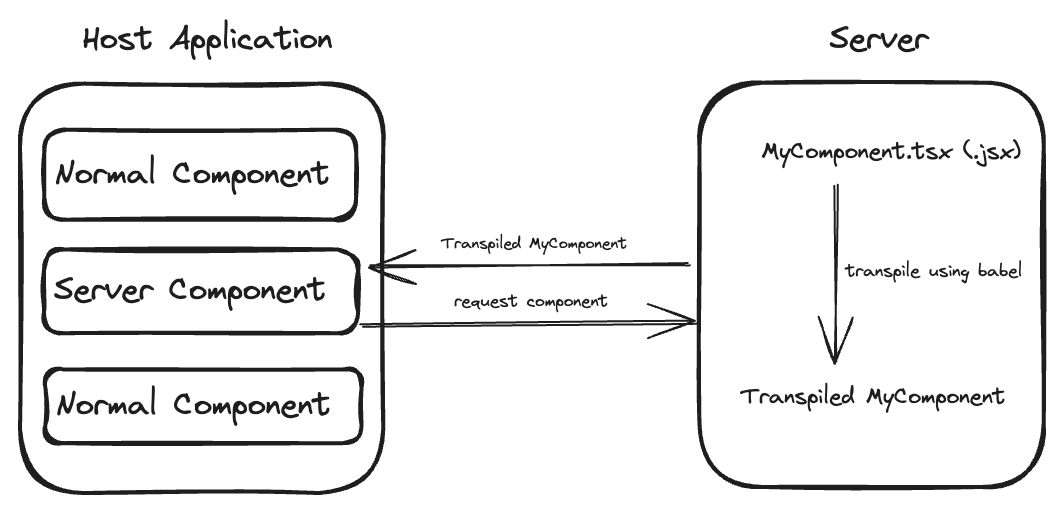 Host Application
Server
Normal Component
MyComponent.tsx (.jsx)
Transpiled MyComponent
Server Component
transpile using babel
request component
Normal Component
Transpiled MyComponent